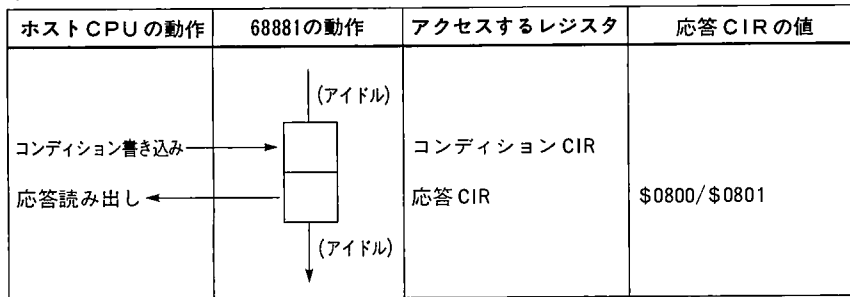 ホストCPUの動作 68881の動作 アクセスするレジスタ 応答CIRの値
(アイドル)
コンディション書き込み コンディションCIR
応答読み出し 応答CIR $0800/$0801
(アイドル)